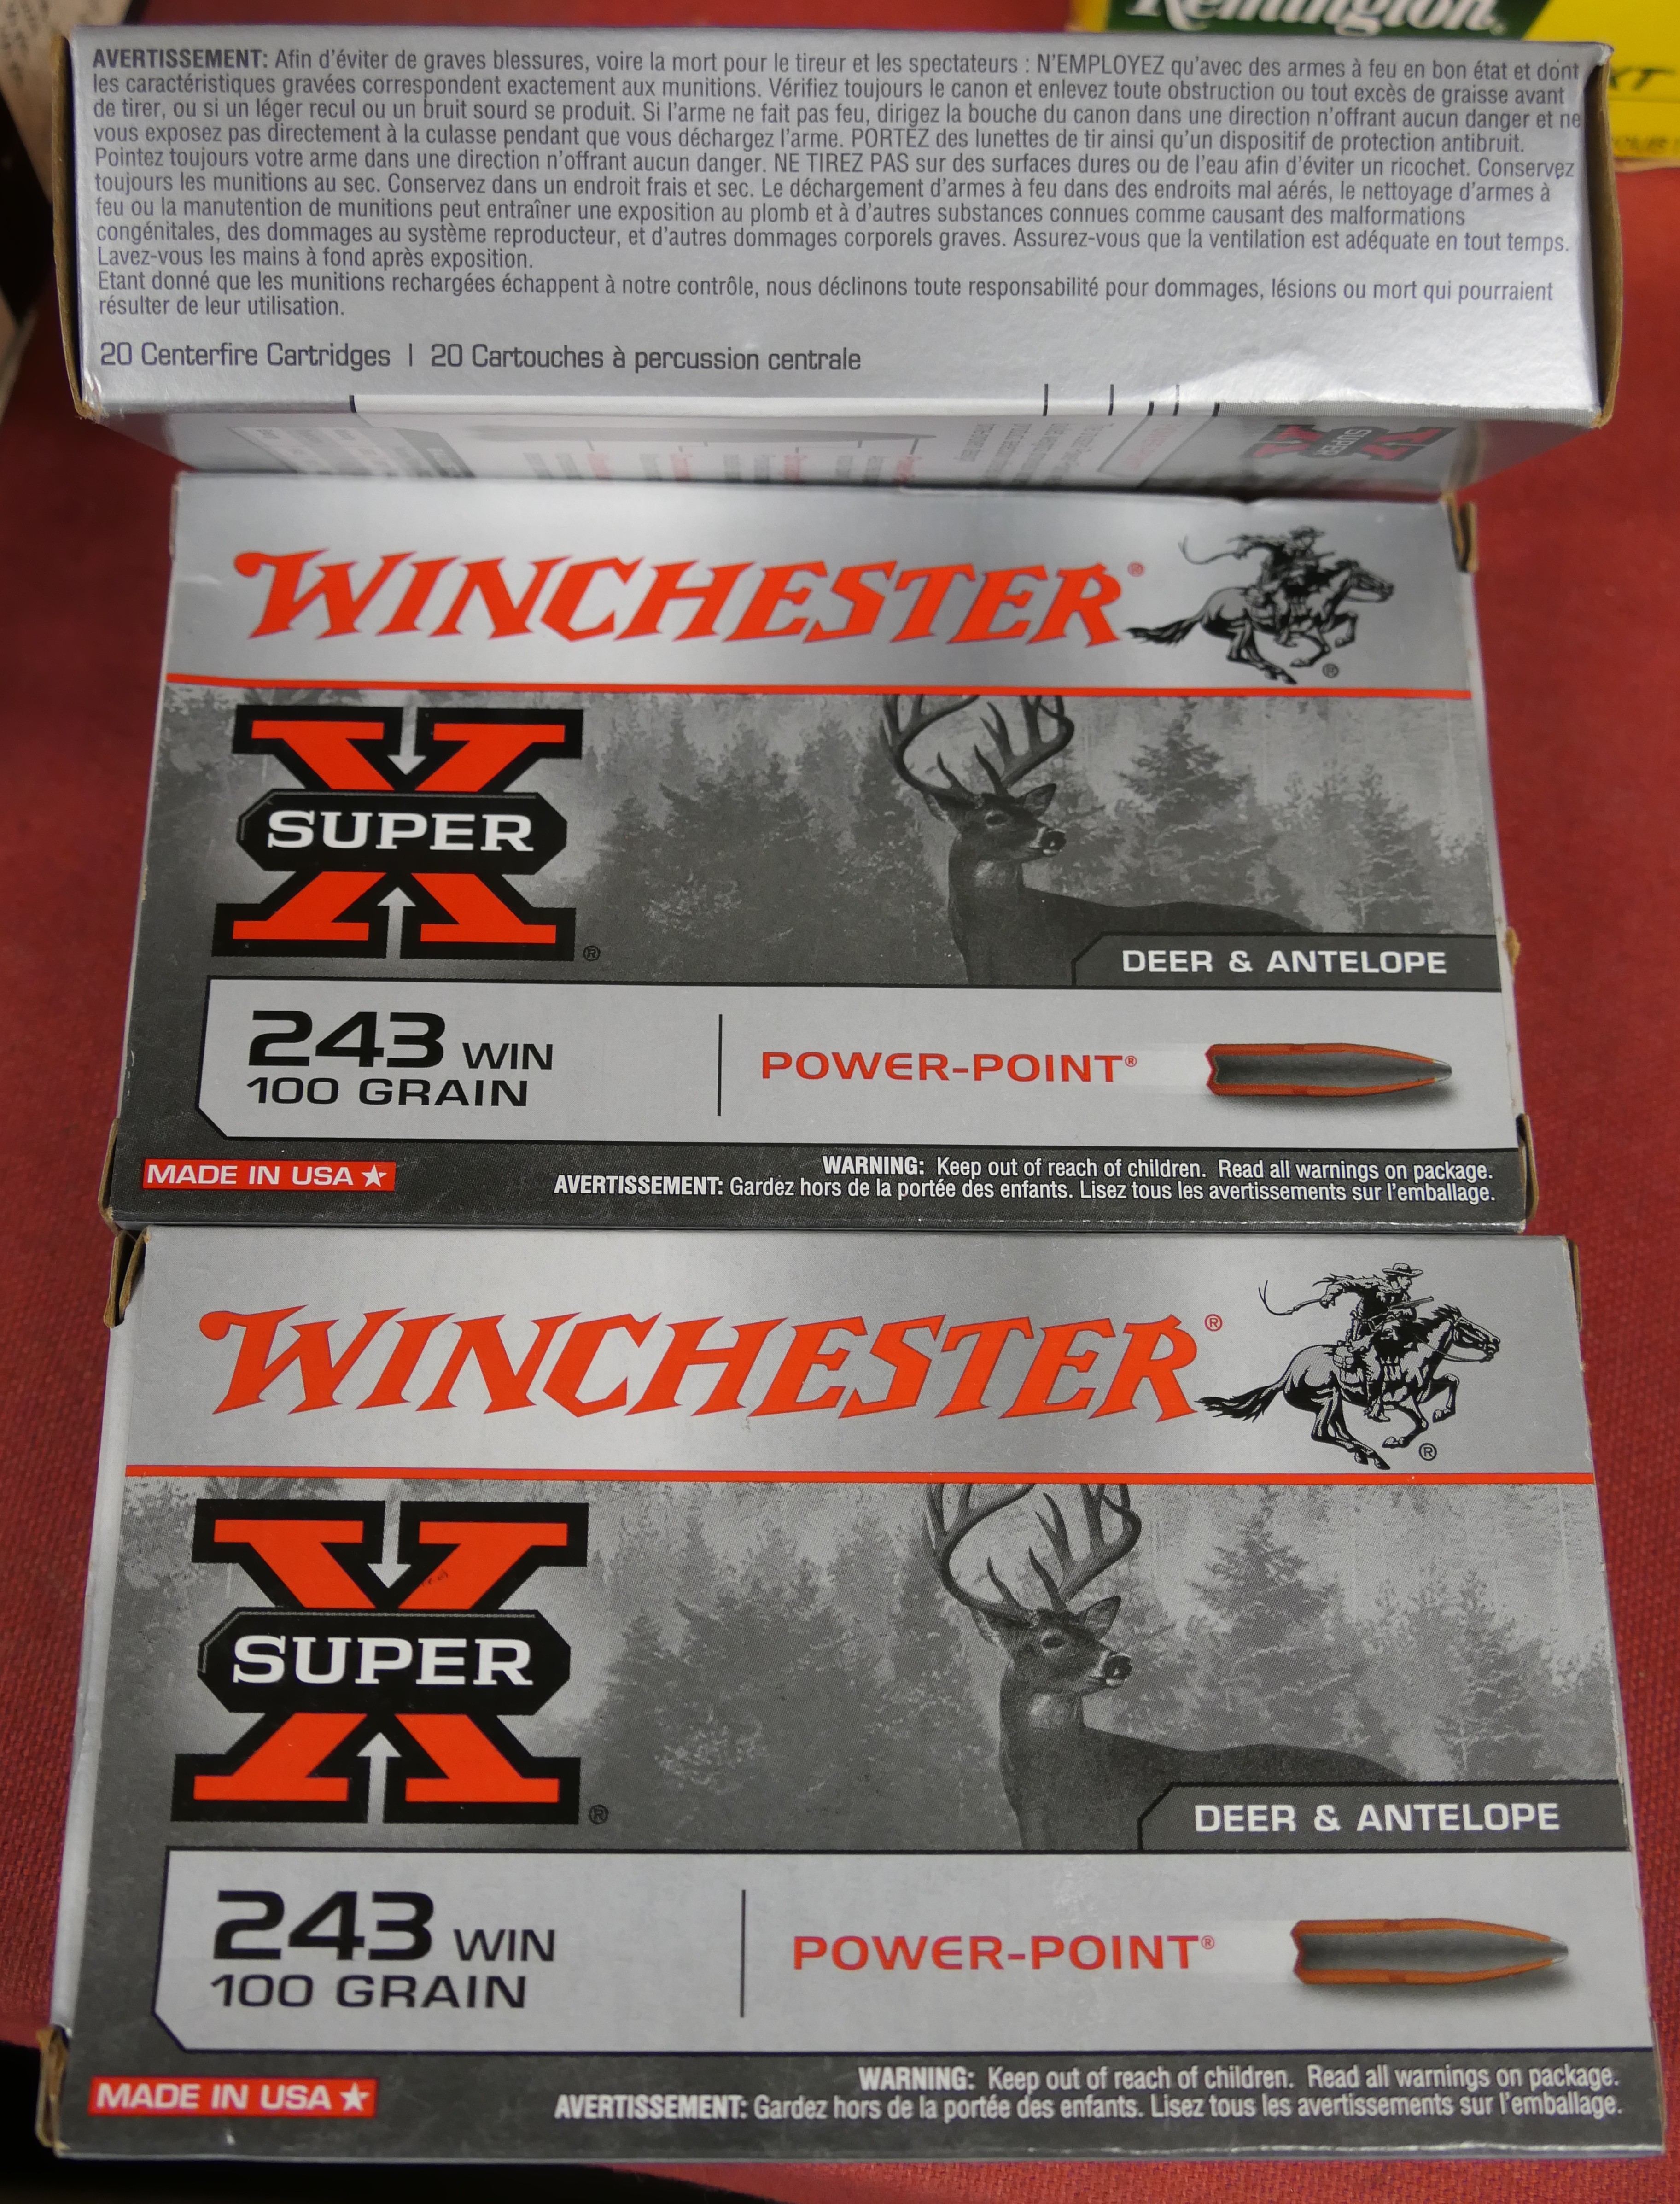 Remington
XT
AVERTISSEMENT: Afin d'éviter de graves blessures, voire la mort pour le tireur et les spectateurs : N'EMPLOYEZ qu'avec des armes à feu en bon état et dont
les caractéristiques gravées correspondent exactement aux munitions. Vérifiez toujours le canon et enlevez toute obstruction ou tout excès de graisse avant
de tirer, ou si un léger recul ou un bruit sourd se produit. Si l'arme ne fait pas feu, dirigez la bouche du canon dans une direction n'offrant aucun danger et ne
vous exposez pas directement à la culasse pendant que vous déchargez l'arme. PORTEZ des lunettes de tir ainsi qu'un dispositif de protection antibruit.
Pointez toujours votre arme dans une direction n'offrant aucun danger. NE TIREZ PAS sur des surfaces dures ou de l'eau afin d'éviter un ricochet. Conservez
toujours les munitions au sec. Conservez dans un endroit frais et sec. Le déchargement d'armes à feu dans des endroits mal aérés, le nettoyage d'armes à
feu ou la manutention de munitions peut entraîner une exposition au plomb et à d'autres substances connues comme causant des malformations
congénitales, des dommages au système reproducteur, et d'autres dommages corporels graves. Assurez-vous que la ventilation est adéquate en tout temps.
Lavez-vous les mains à fond après exposition.
Etant donné que les munitions rechargées échappent à notre contrôle, nous déclinons toute responsabilité pour dommages, lésions ou mort qui pourraient
résulter de leur utilisation.
20 Centerfire Cartridges | 20 Cartouches à percussion centrale
X SUPER
WINCHESTER®
®
X
SUPER
®
DEER & ANTELOPE
243 WIN
100 GRAIN
POWER-POINT®
MADE IN USA ★
WARNING: Keep out of reach of children. Read all warnings on package.
AVERTISSEMENT: Gardez hors de la portée des enfants. Lisez tous les avertissements sur l'emballage.
WINCHESTER®
®
X
SUPER
®
DEER & ANTELOPE
243 WIN
100 GRAIN
POWER-POINT®
MADE IN USA ★
WARNING: Keep out of reach of children. Read all warnings on package.
AVERTISSEMENT: Gardez hors de la portée des enfants. Lisez tous les avertissements sur l'emballage.